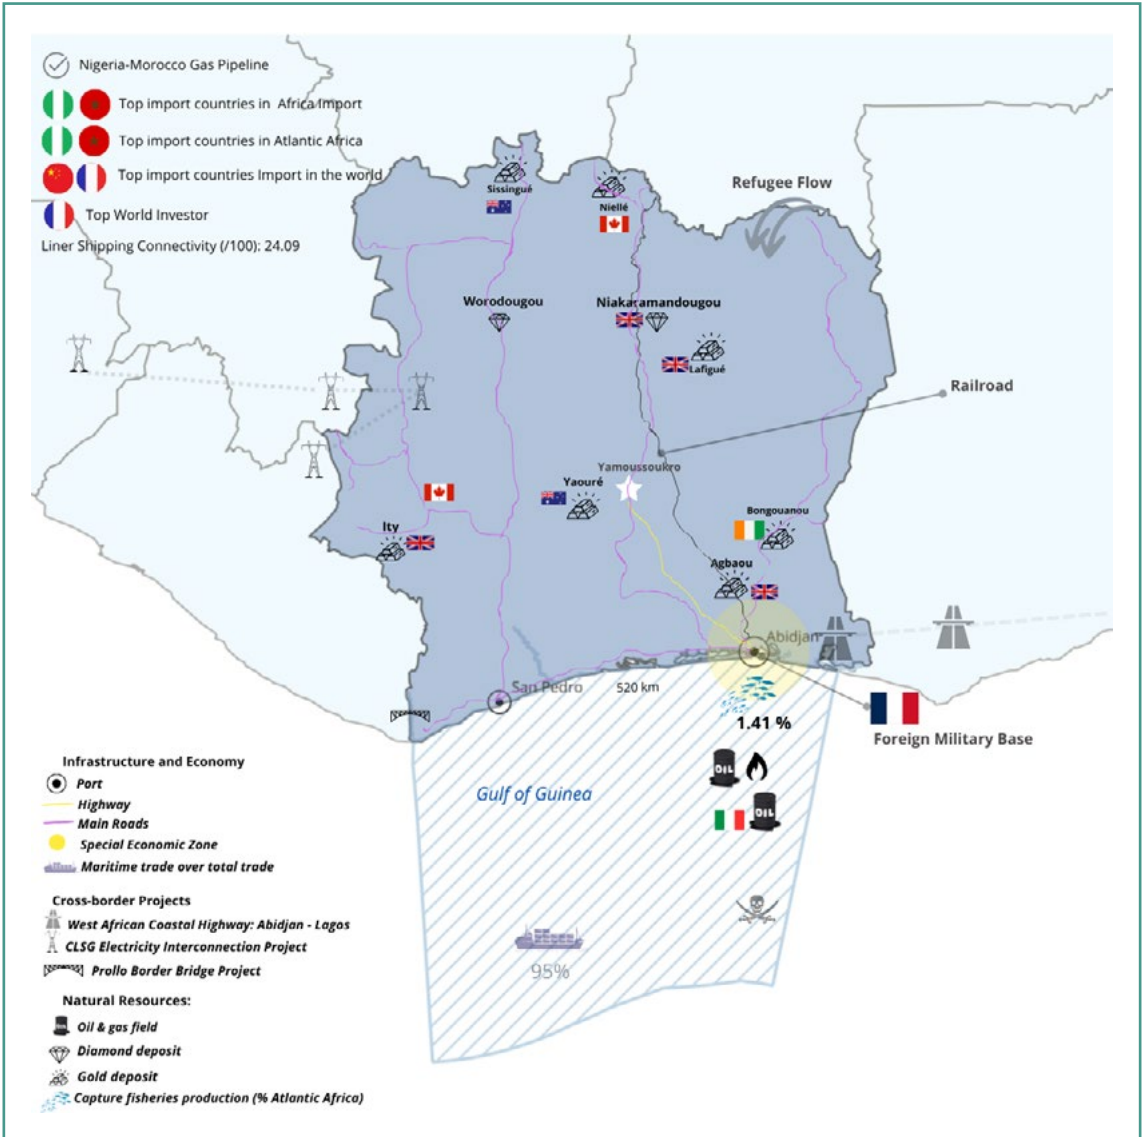 Nigeria-Morocco Gas Pipeline
Top import countries in Africa Import
Top import countries in Atlantic Africa
Top import countries Import in the world
Top World Investor
Liner Shipping Connectivity (/100): 24.09
Refugee Flow
Sissingué
Niellé
Worodougou
Niakaramandougou
Lafigué
Railroad
Yamoussoukro
Yaouré
Bongouanou
Ity
Agbaou
Abidjan
San Pedro
520 km
1.41 %
Foreign Military Base
OIL
OIL
Gulf of Guinea
95%
Infrastructure and Economy
Port
Highway
Main Roads
Special Economic Zone
Maritime trade over total trade
Cross-border Projects
West African Coastal Highway: Abidjan - Lagos
CLSG Electricity Interconnection Project
Prollo Border Bridge Project
Natural Resources:
Oil & gas field
Diamond deposit
Gold deposit
Capture fisheries production (% Atlantic Africa)